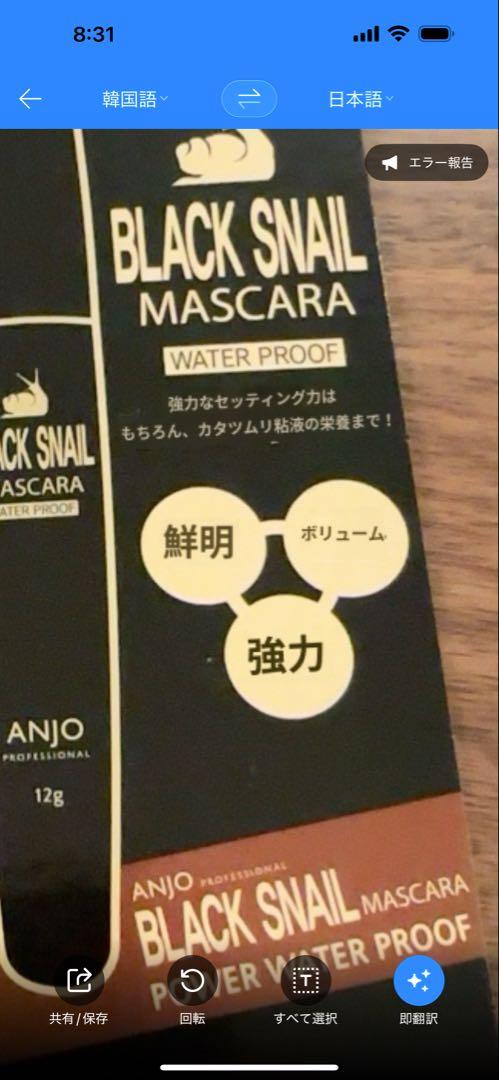 8:31
韓国語
日本語
エラー報告
BLACK SNAIL
MASCARA
WATER PROOF
強力なセッティング力は
もちろん、カタツムリ粘液の栄養まで!
ACK SNAIL
ASCARA
ATER PROOF
鮮明
ボリューム
強力
ANJO
PROFESSIONAL
12g
ANJO PROFESSIONAL
BLACK SNAIL MASCARA
POWER WATER PROOF
共有/保存
回転
すべて選択
即翻訳